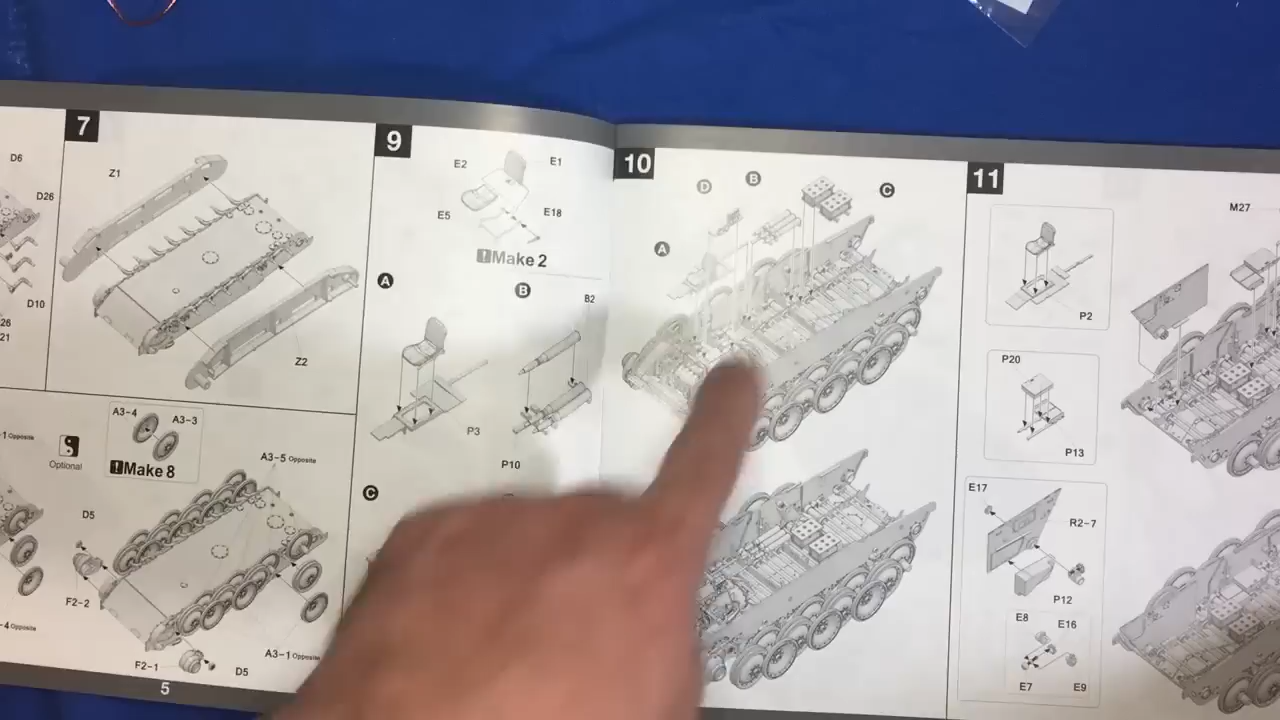 D6
D26
D10
26
21
7
Z1
Z2
-1 Opposite
Optional
A3-4
A3-3
!Make 8
A3-5 Opposite
D5
F2-2
-4 Opposite
F2-1
D5
A3-1 Opposite
5
9
E2
E1
E5
E18
!Make 2
A
B
B2
P3
P10
C
10
D
B
C
A
11
M27
P2
P20
P13
E17
R2-7
P12
E8
E16
E7
E9